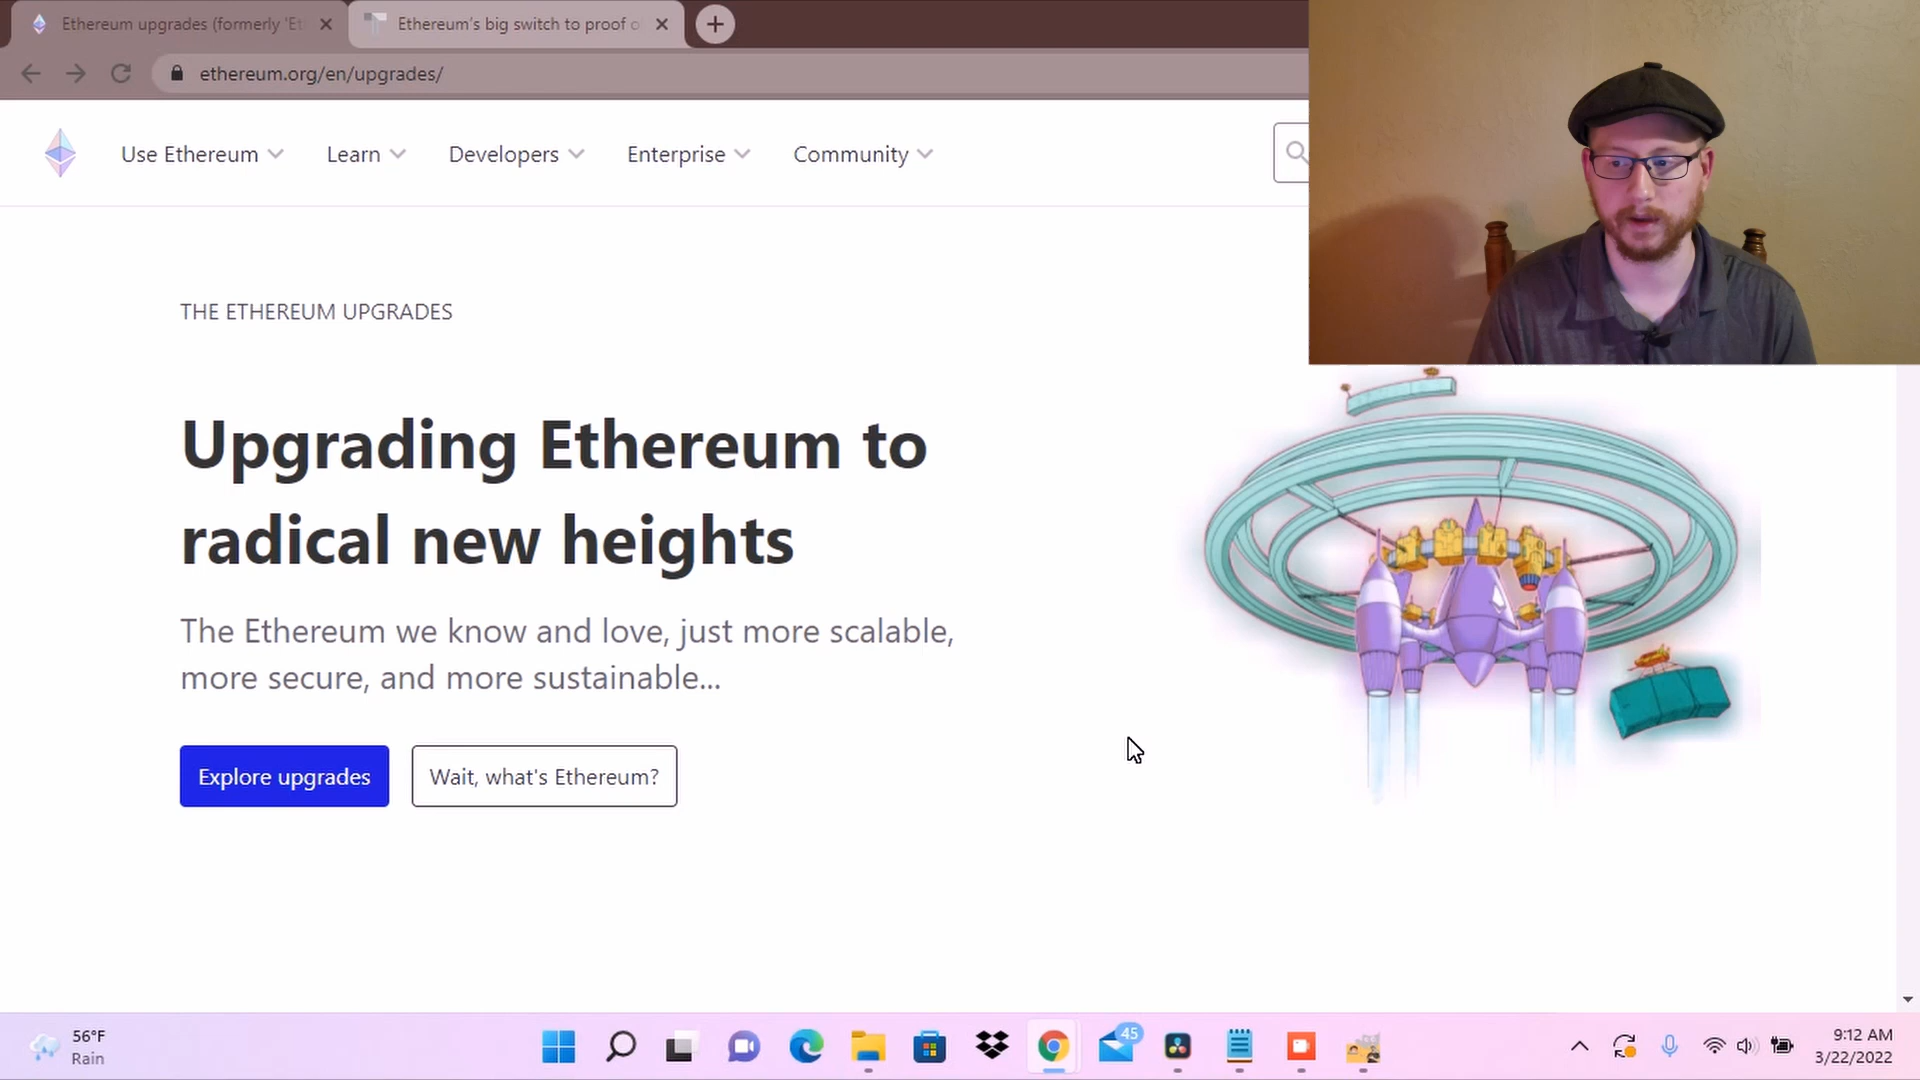 Ethereum upgrades (formerly 'Et
Ethereum's big switch to proof o
ethereum.org/en/upgrades/
Use Ethereum
Learn
Developers
Enterprise
Community
THE ETHEREUM UPGRADES
Upgrading Ethereum to
radical new heights
The Ethereum we know and love, just more scalable,
more secure, and more sustainable...
Explore upgrades
Wait, what's Ethereum?
56°F
Rain
45
9:12 AM
3/22/2022